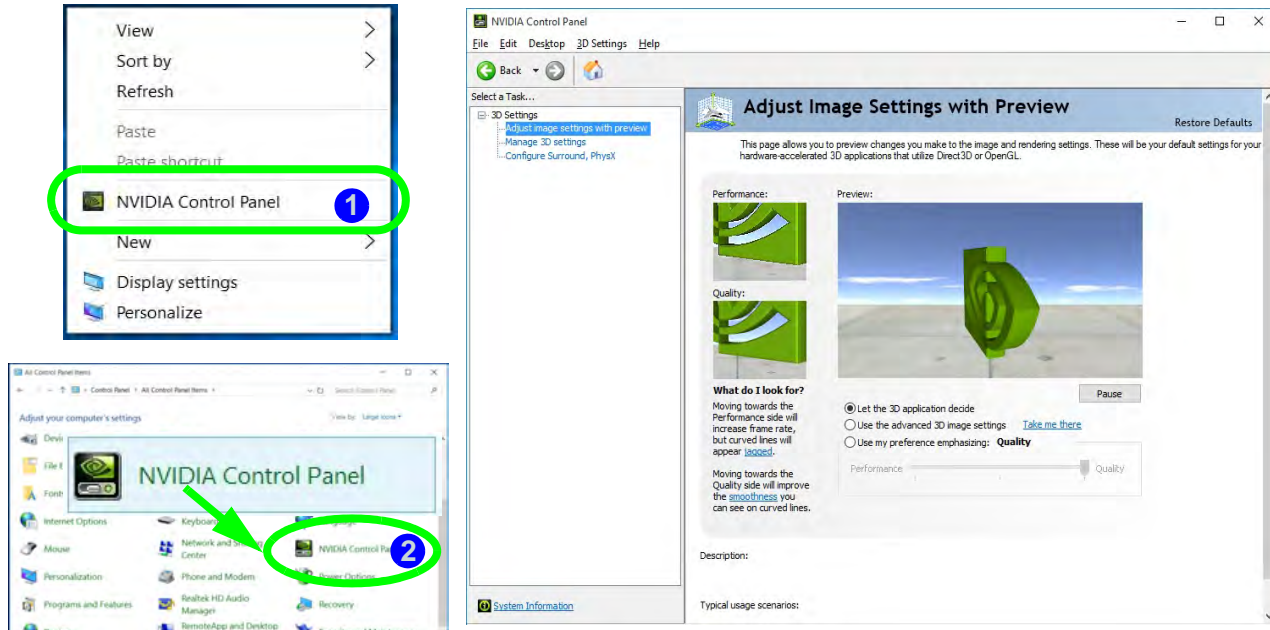 View
Sort by
Refresh
Paste
Paste shortcut
NVIDIA Control Panel
1
New
Display settings
Personalize
All Control Panel Items
Control Panel
All Control Panel Items
Search Control Panel
Adjust your computer's settings
View by: Large icons
NVIDIA Control Panel
Internet Options
Keyboard
Mouse
Network and Sharing
Center
NVIDIA Control Pa
2
Personalization
Phone and Modem
Power Options
Programs and Features
Realtek HD Audio
Manager
Recovery
RemoteApp and Desktop
NVIDIA Control Panel
File Edit Desktop 3D Settings Help
Back
Select a Task...
3D Settings
Adjust image settings with preview
Manage 3D settings
Configure Surround, PhysX
System Information
Adjust Image Settings with Preview
Restore Defaults
This page allows you to preview changes you make to the image and rendering settings. These will be your default settings for your
hardware-accelerated 3D applications that utilize Direct3D or OpenGL.
Performance:
Preview:
Quality:
What do I look for?
Moving towards the
Performance side will
increase frame rate,
but curved lines will
appear jagged.
Moving towards the
Quality side will improve
the smoothness you
can see on curved lines.
Pause
Let the 3D application decide
Use the advanced 3D image settings Take me there
Use my preference emphasizing: Quality
Performance Quality
Description:
Typical usage scenarios: